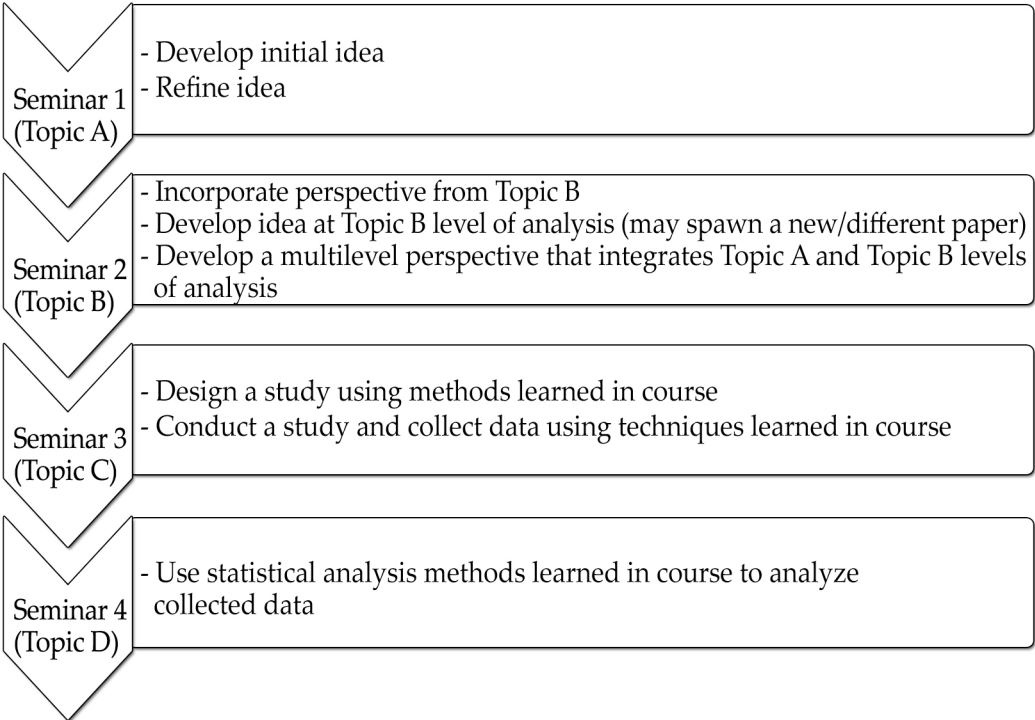 - Develop initial idea
- Refine idea
Seminar 1
(Topic A)
- Incorporate perspective from Topic B
- Develop idea at Topic B level of analysis (may spawn a new/different paper)
- Develop a multilevel perspective that integrates Topic A and Topic B levels
of analysis
Seminar 2
(Topic B)
- Design a study using methods learned in course
- Conduct a study and collect data using techniques learned in course
Seminar 3
(Topic C)
- Use statistical analysis methods learned in course to analyze
collected data
Seminar 4
(Topic D)